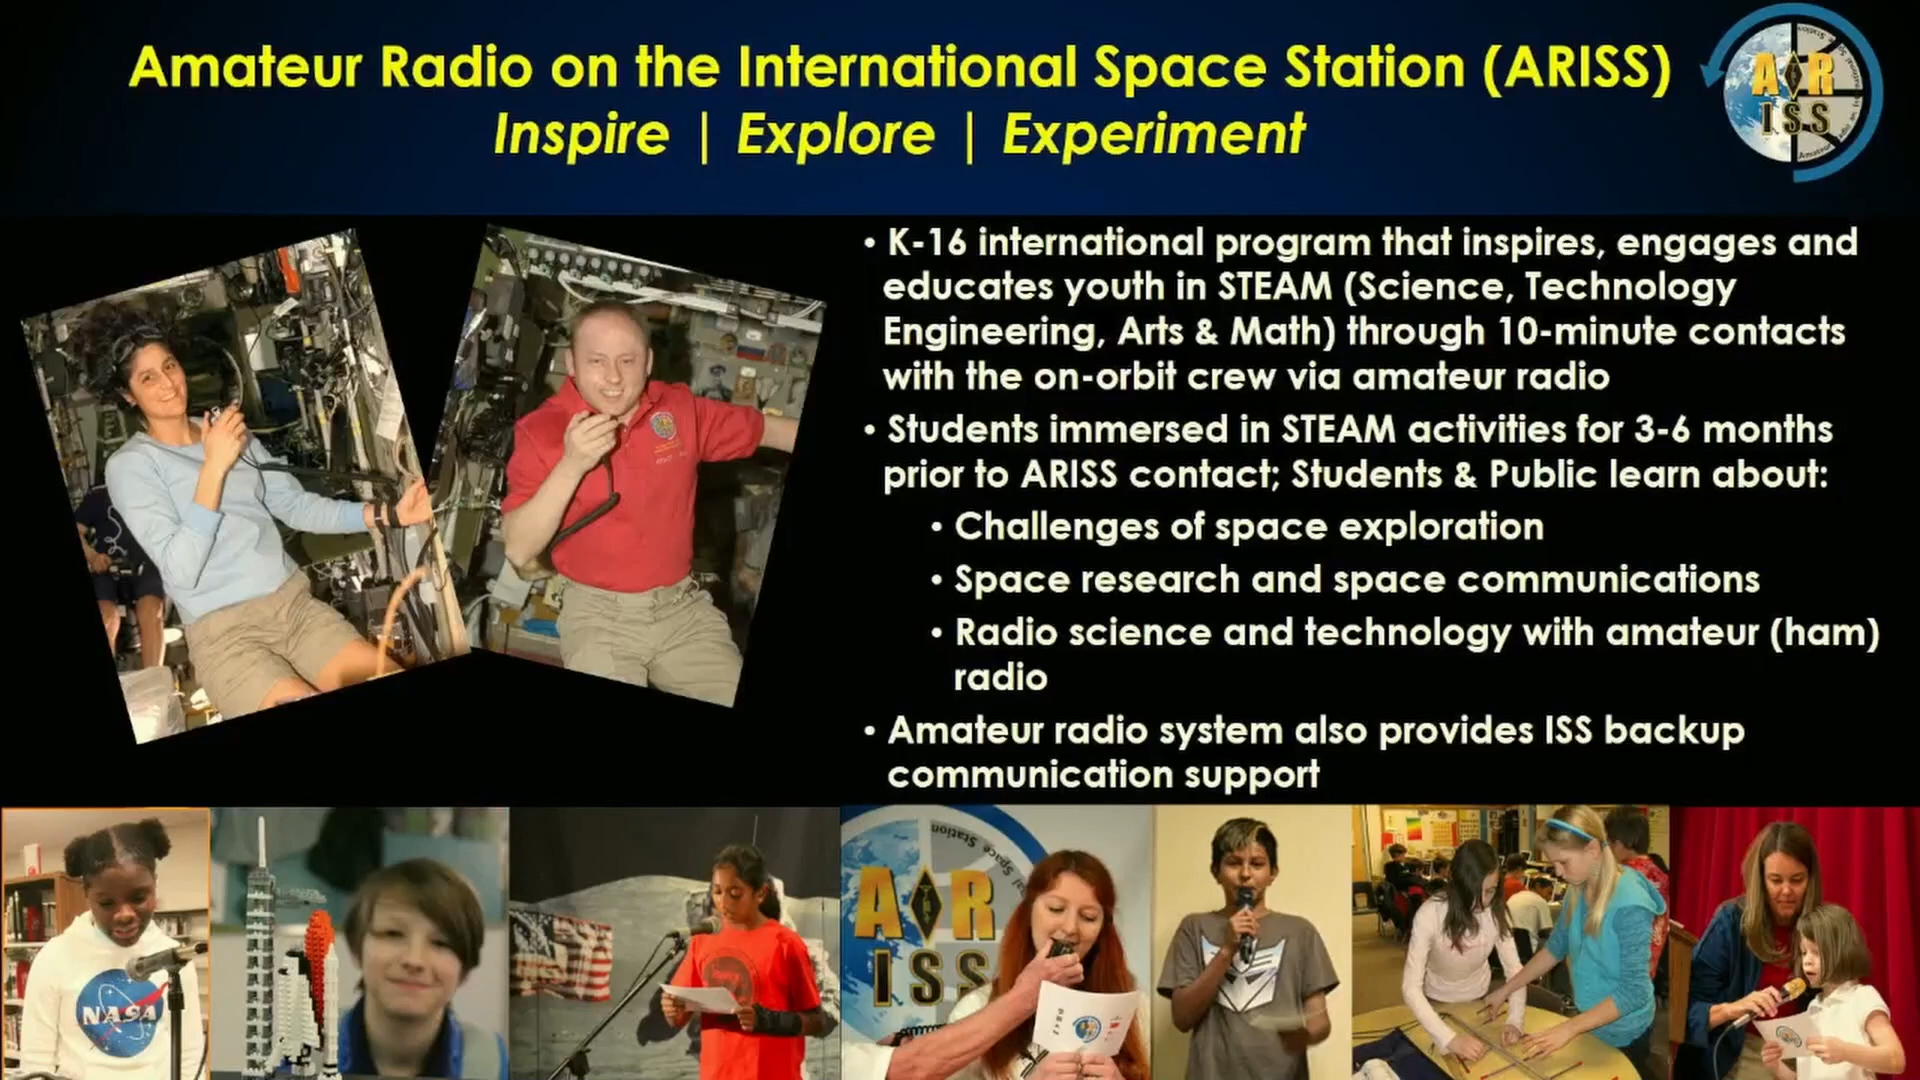 Amateur Radio on the International Space Station (ARISS)
Inspire | Explore | Experiment
A R
I S S
• K-16 international program that inspires, engages and
educates youth in STEAM (Science, Technology
Engineering, Arts & Math) through 10-minute contacts
with the on-orbit crew via amateur radio
• Students immersed in STEAM activities for 3-6 months
prior to ARISS contact; Students & Public learn about:
• Challenges of space exploration
• Space research and space communications
• Radio science and technology with amateur (ham)
radio
• Amateur radio system also provides ISS backup
communication support
NASA
Space Station
A R
I S S